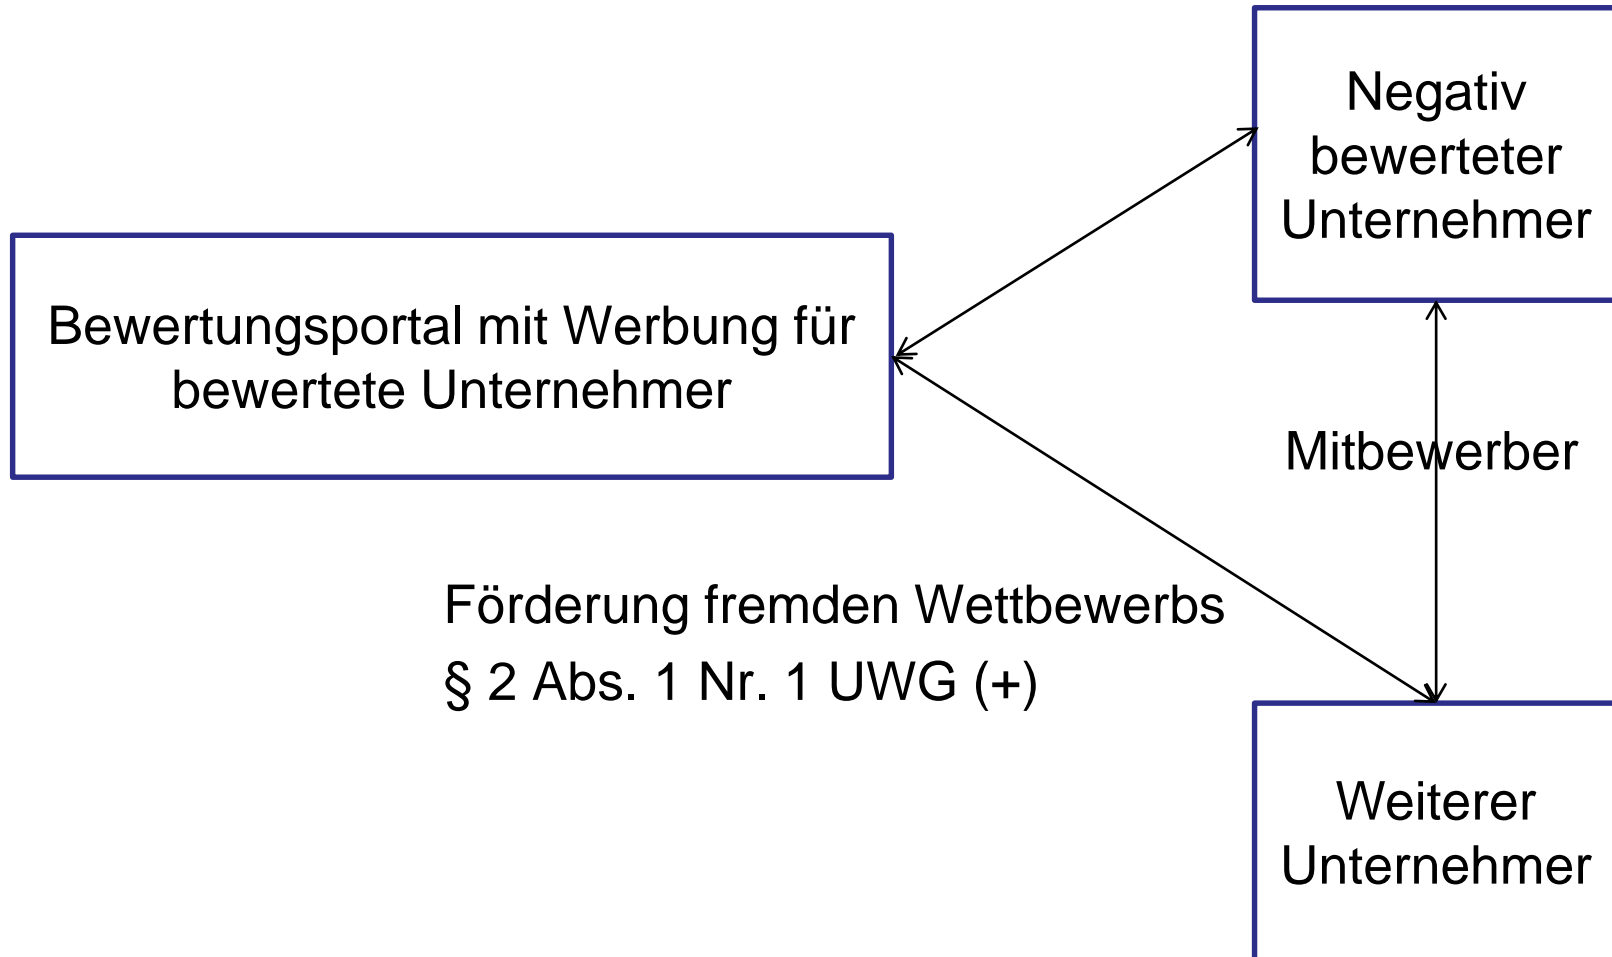 Negativ
bewerteter
Unternehmer
Bewertungsportal mit Werbung für
bewertete Unternehmer
Mitbewerber
Förderung fremden Wettbewerbs
§ 2 Abs. 1 Nr. 1 UWG (+)
Weiterer
Unternehmer